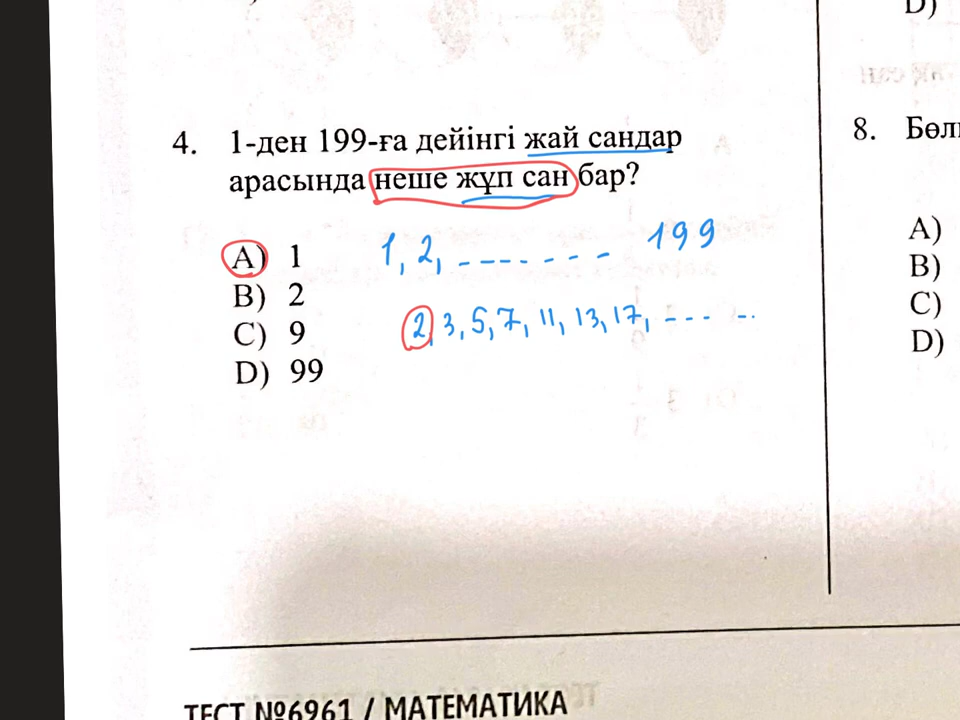 D)
4. 1-ден 199-ға дейінгі жай сандар
арасында неше жұп сан бар?
A) 1
B) 2
C) 9
D) 99
1, 2, ------- 199
2, 3, 5, 7, 11, 13, 17, ---- --
8. Бөл
A)
B)
C)
D)
ТЕСТ №6961 / МАТЕМАТИКА